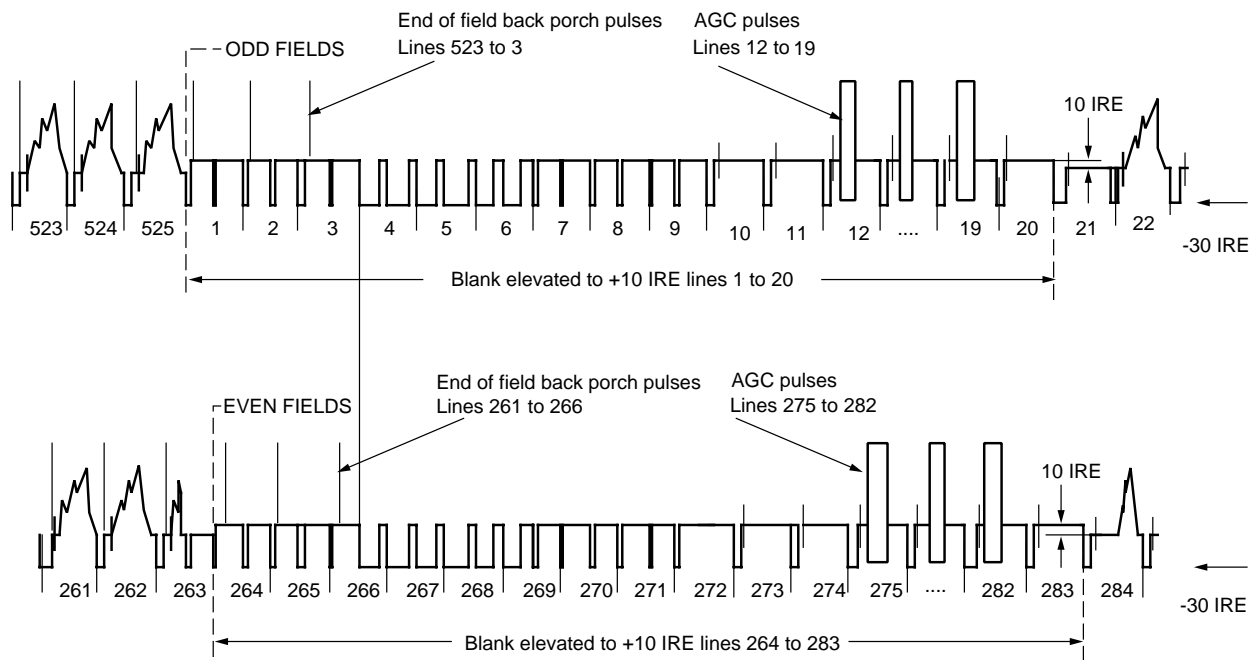 End of field back porch pulses
Lines 523 to 3
AGC pulses
Lines 12 to 19
ODD FIELDS
10 IRE
523 524 525 1 2 3 4 5 6 7 8 9 10 11 12 .... 19 20 21 22
-30 IRE
Blank elevated to +10 IRE lines 1 to 20
End of field back porch pulses
Lines 261 to 266
AGC pulses
Lines 275 to 282
EVEN FIELDS
10 IRE
261 262 263 264 265 266 267 268 269 270 271 272 273 274 275 .... 282 283 284
-30 IRE
Blank elevated to +10 IRE lines 264 to 283